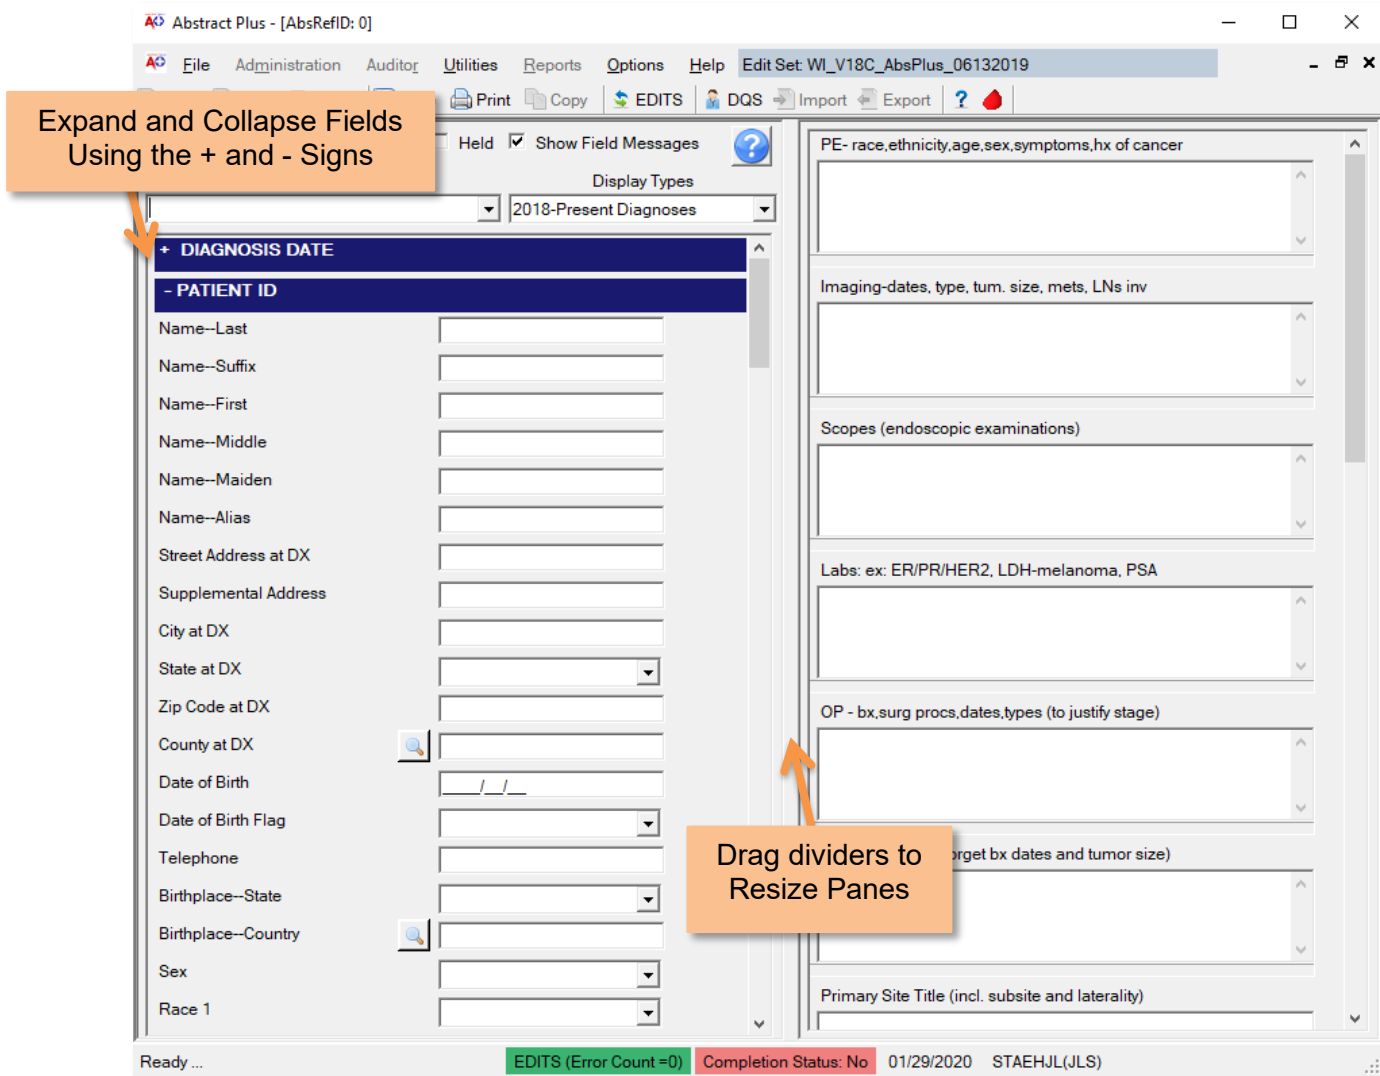 Abstract Plus - [AbsRefID: 0]
File Administration Auditor Utilities Reports Options Help Edit Set: WI_V18C_AbsPlus_06132019
Print Copy EDITS DQS Import Export ?
Expand and Collapse Fields
Using the + and - Signs
Held Show Field Messages ?
Display Types
2018-Present Diagnoses
+ DIAGNOSIS DATE
- PATIENT ID
Name--Last
Name--Suffix
Name--First
Name--Middle
Name--Maiden
Name--Alias
Street Address at DX
Supplemental Address
City at DX
State at DX
Zip Code at DX
County at DX
Date of Birth
____/__/__
Date of Birth Flag
Telephone
Birthplace--State
Birthplace--Country
Sex
Race 1
PE- race,ethnicity,age,sex,symptoms,hx of cancer
Imaging-dates, type, tum. size, mets, LNs inv
Scopes (endoscopic examinations)
Labs: ex: ER/PR/HER2, LDH-melanoma, PSA
OP - bx,surg procs,dates,types (to justify stage)
bx dates and tumor size)
Drag dividers to
Resize Panes
Primary Site Title (incl. subsite and laterality)
Ready ... EDITS (Error Count =0) Completion Status: No 01/29/2020 STAEHJL(JLS)